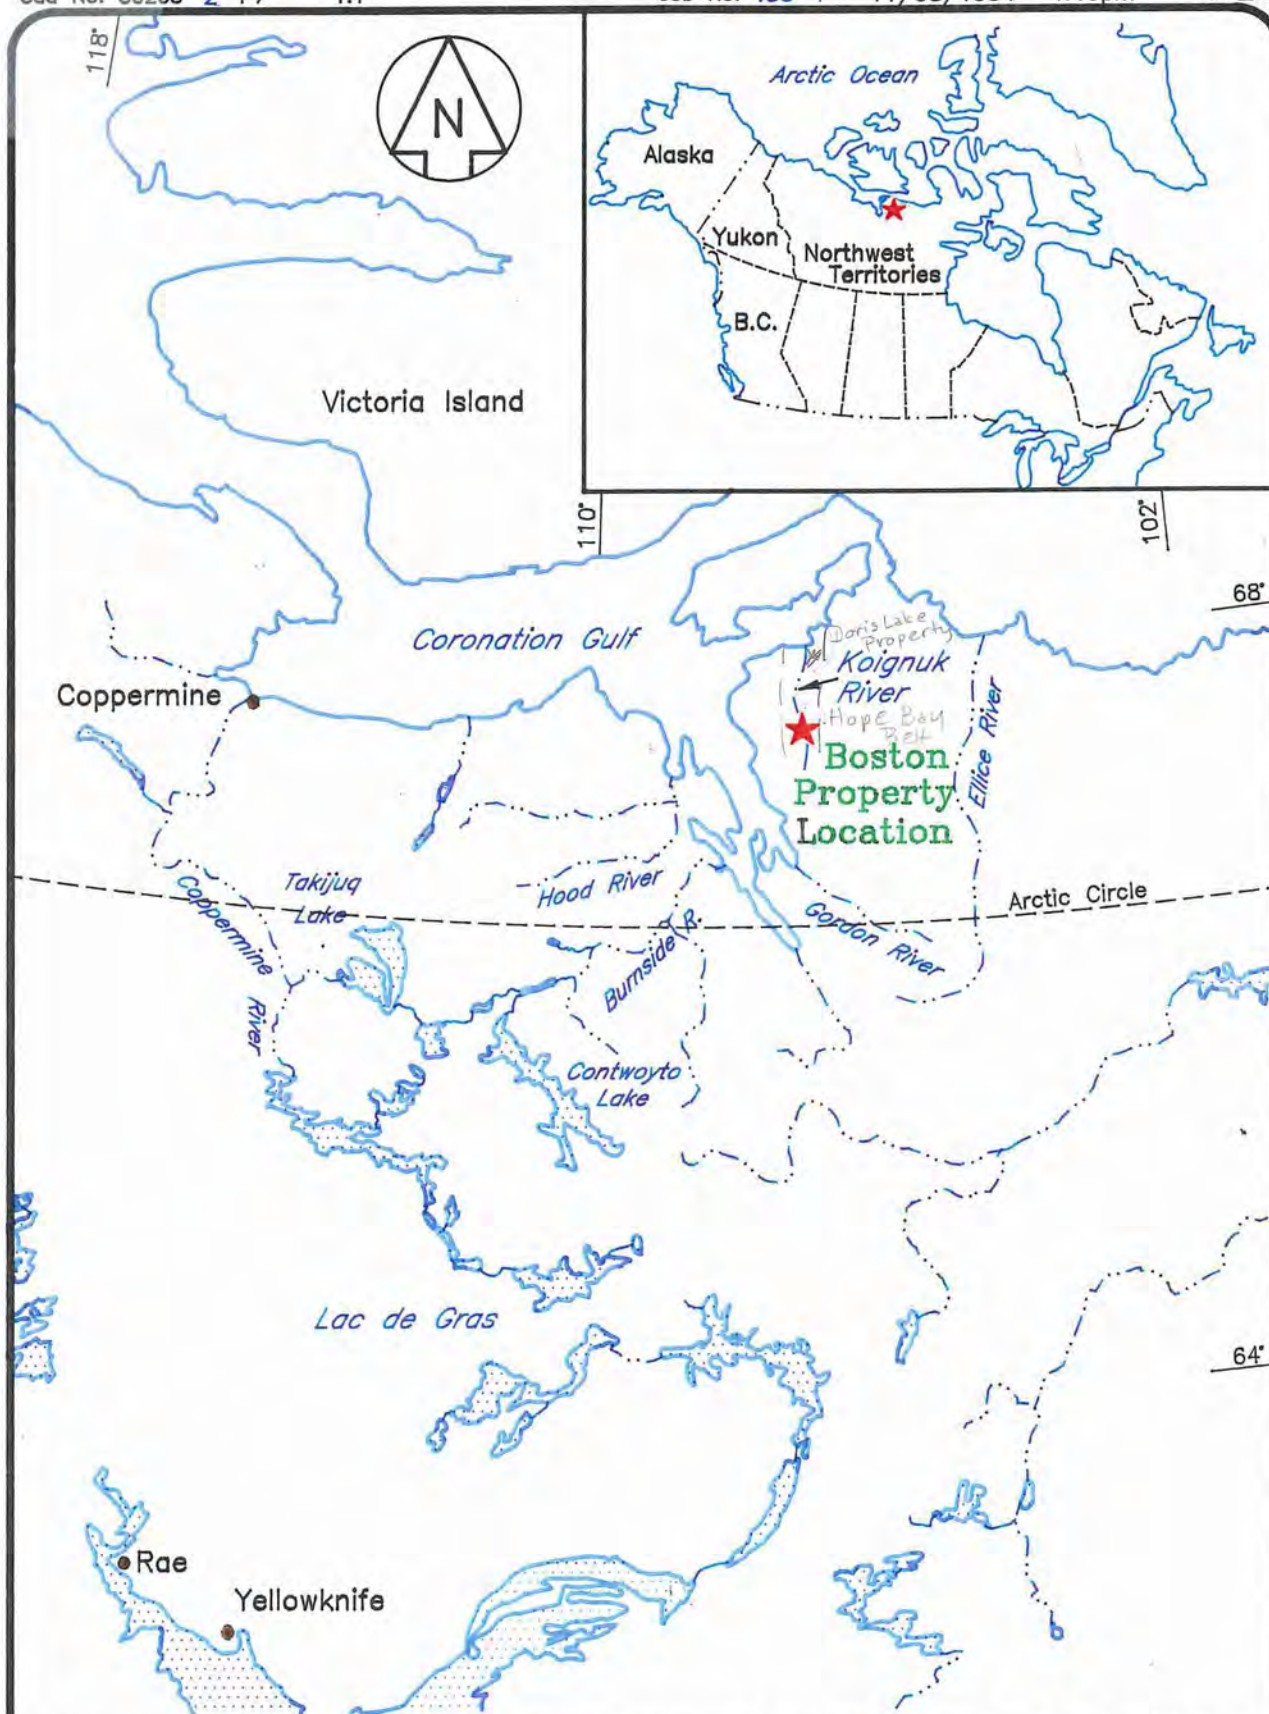 118°
N
Arctic Ocean
Alaska
Yukon
Northwest
Territories
B.C.
Victoria Island
110°
102°
68°
Coronation Gulf
Doris Lake
Property
Koignuk
River
Coppermine
Hope Bay
Belt
Boston
Property
Location
Ellice River
Takijuq
Lake
Hood River
Arctic Circle
Coppermine
River
Burnside R.
Gordon River
Contwoyto
Lake
Lac de Gras
64°
Rae
Yellowknife